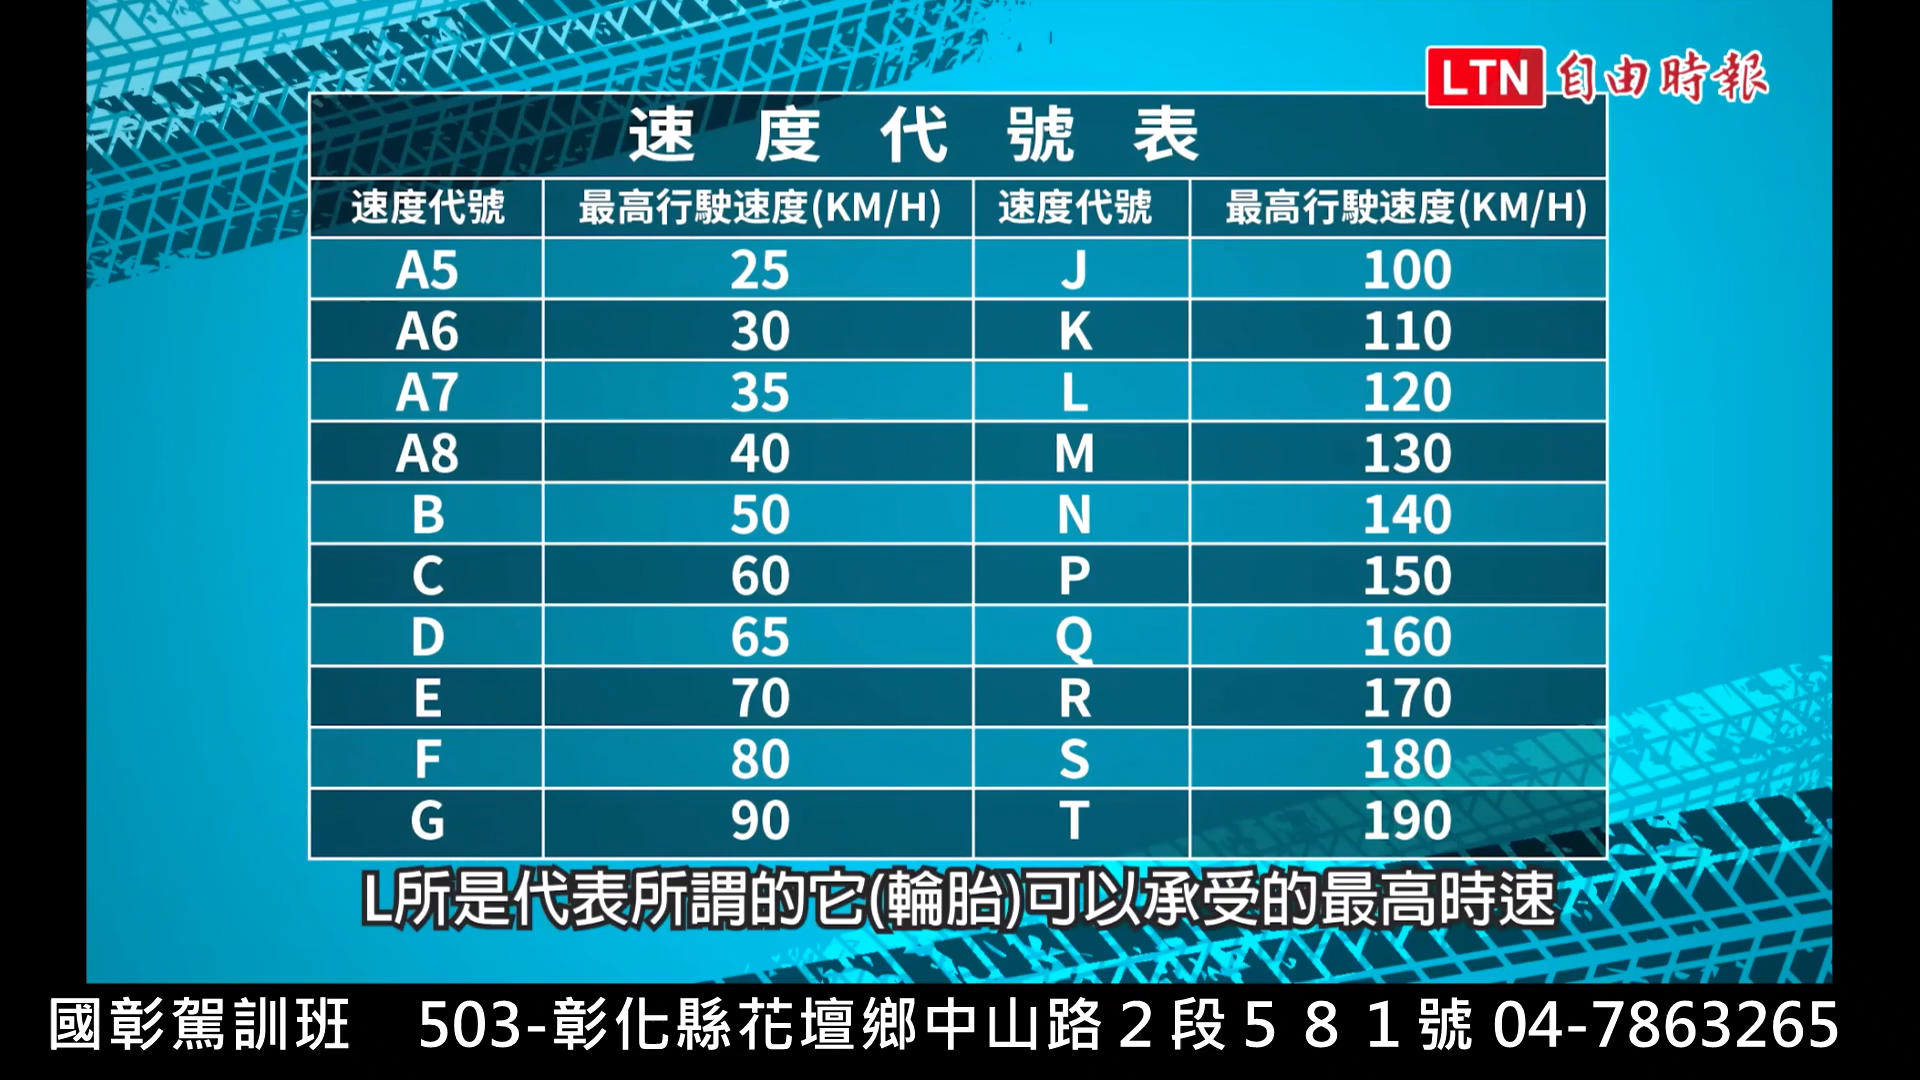 LTN 自由時報
速度代號表
速度代號 最高行駛速度(KM/H) 速度代號 最高行駛速度(KM/H)
A5 25 J 100
A6 30 K 110
A7 35 L 120
A8 40 M 130
B 50 N 140
C 60 P 150
D 65 Q 160
E 70 R 170
F 80 S 180
G 90 T 190
L所是代表所謂的它(輪胎)可以承受的最高時速
國彰駕訓班 503-彰化縣花壇鄉中山路２段５８１號 04-7863265